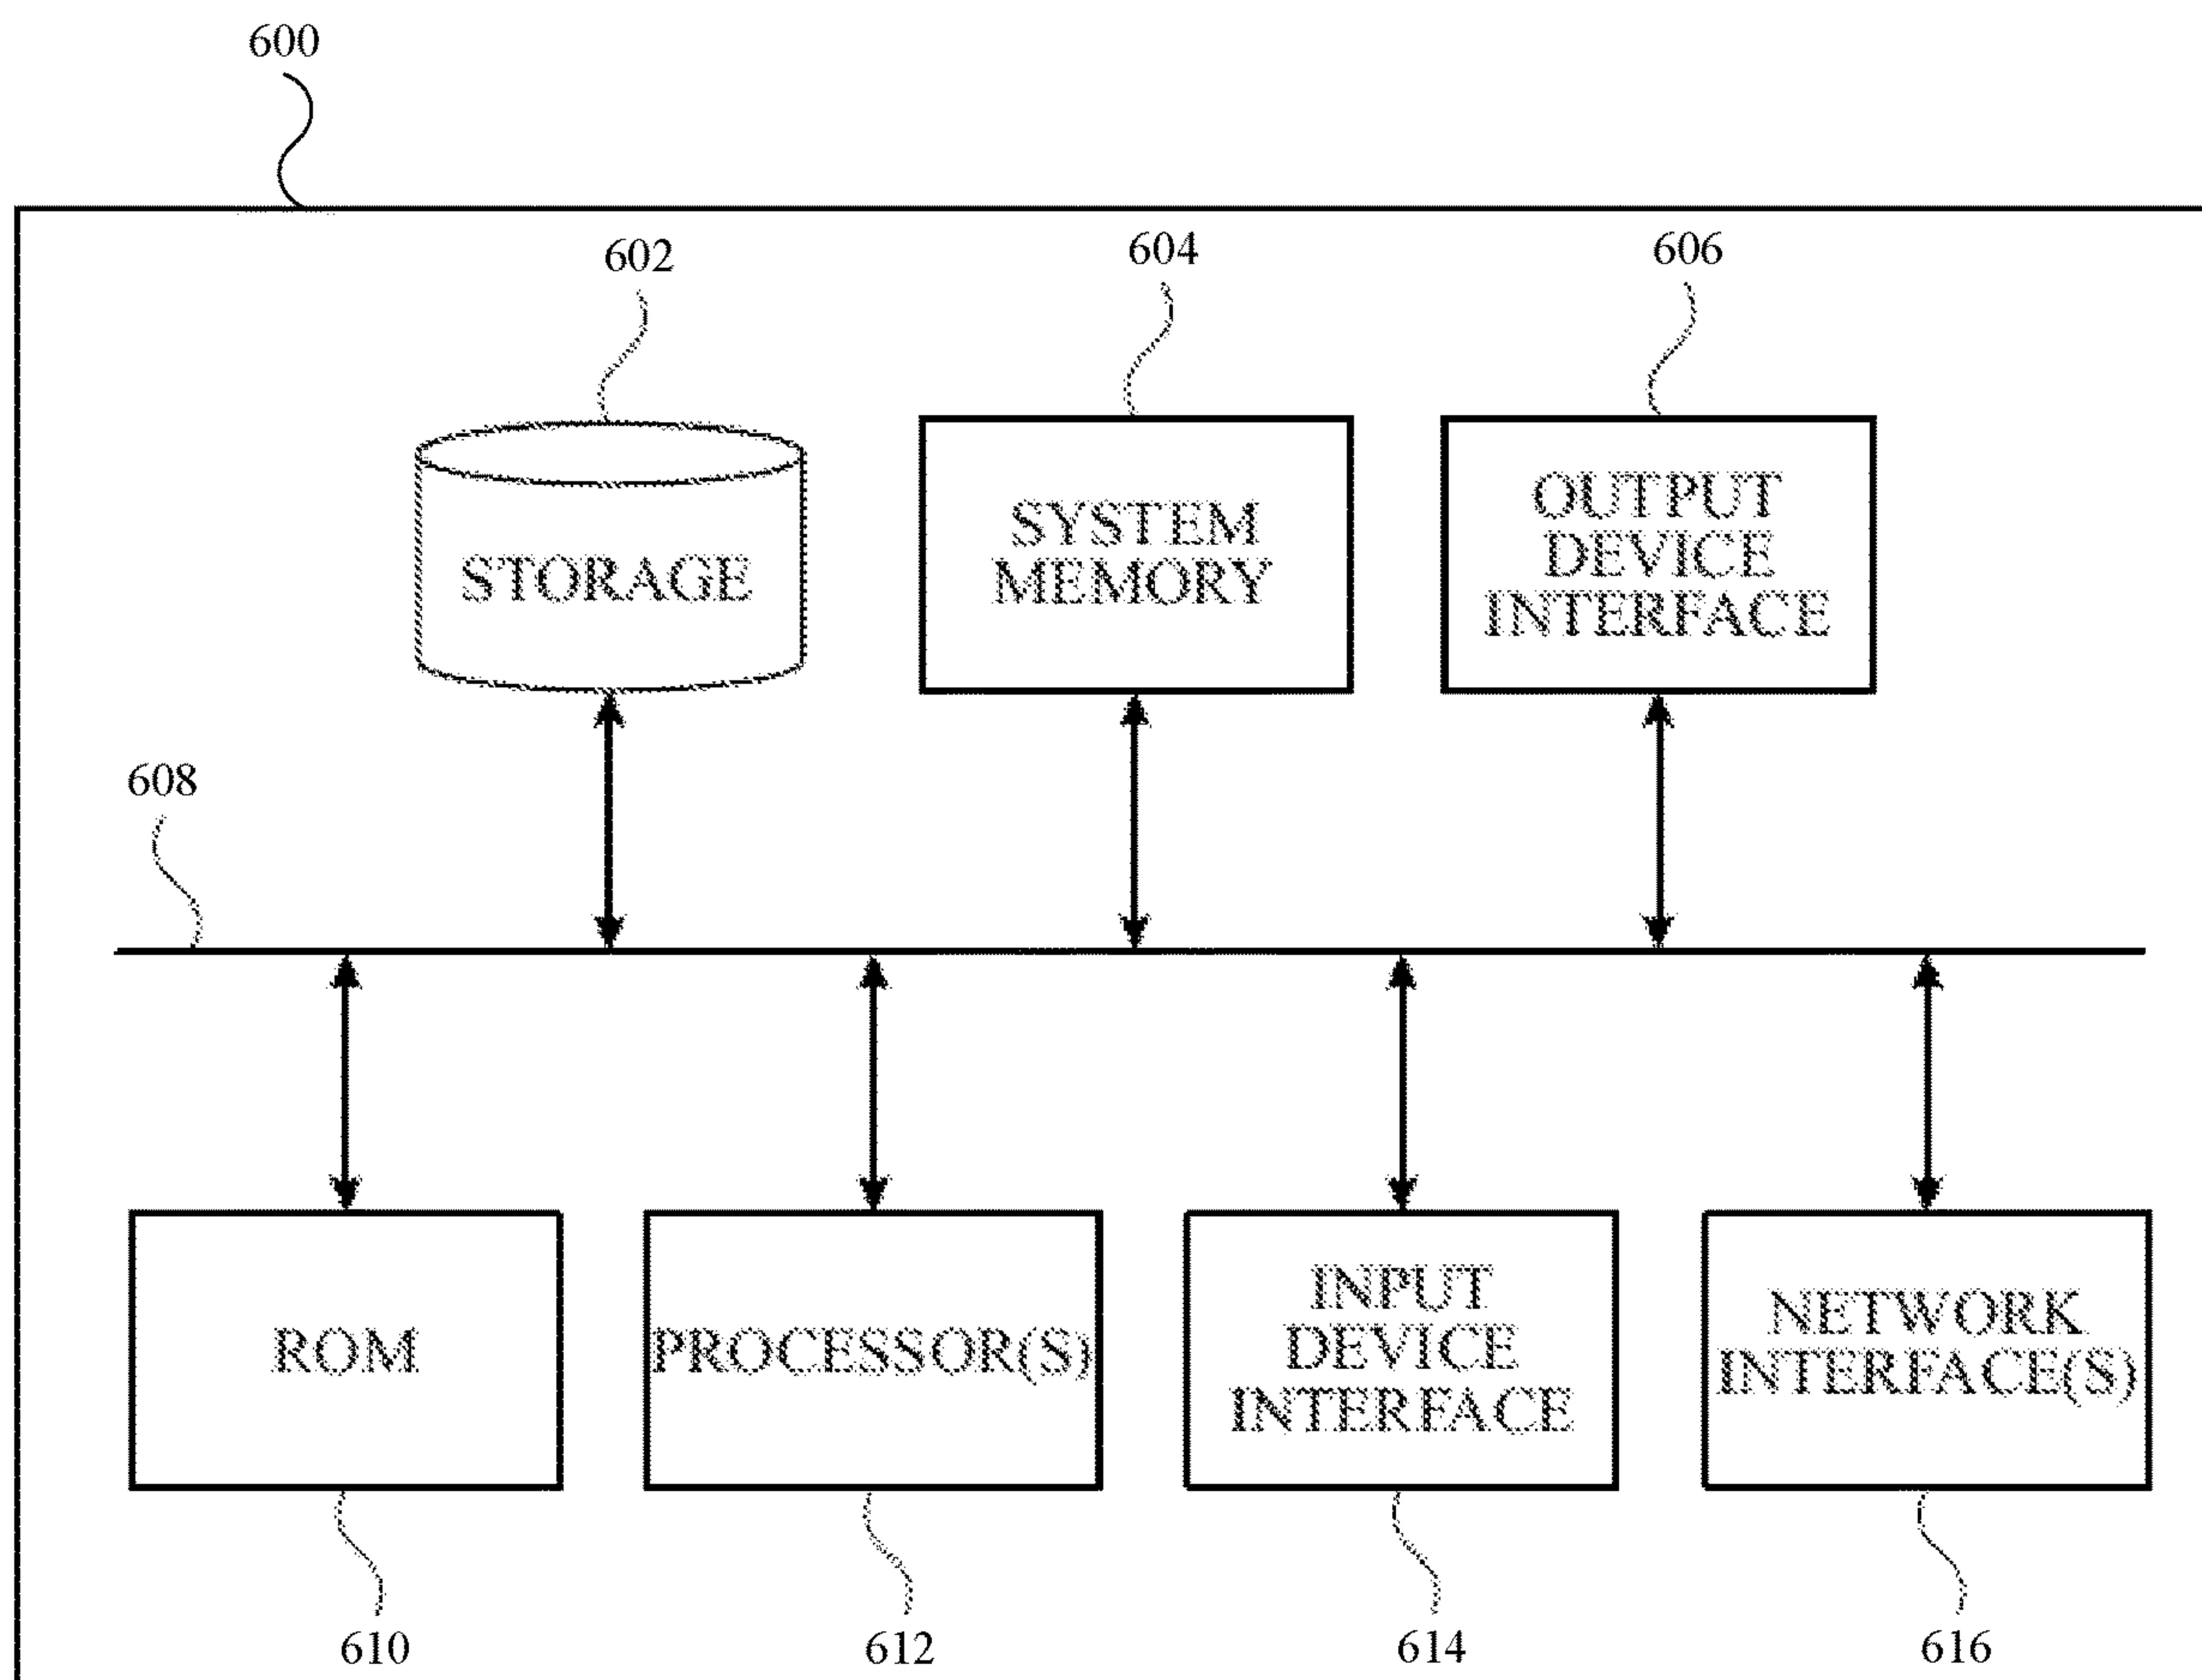 600
602
604
606
STORAGE
SYSTEM
MEMORY
OUTPUT
DEVICE
INTERFACE
608
ROM
PROCESSOR(S)
INPUT
DEVICE
INTERFACE
NETWORK
INTERFACE(S)
610
612
614
616